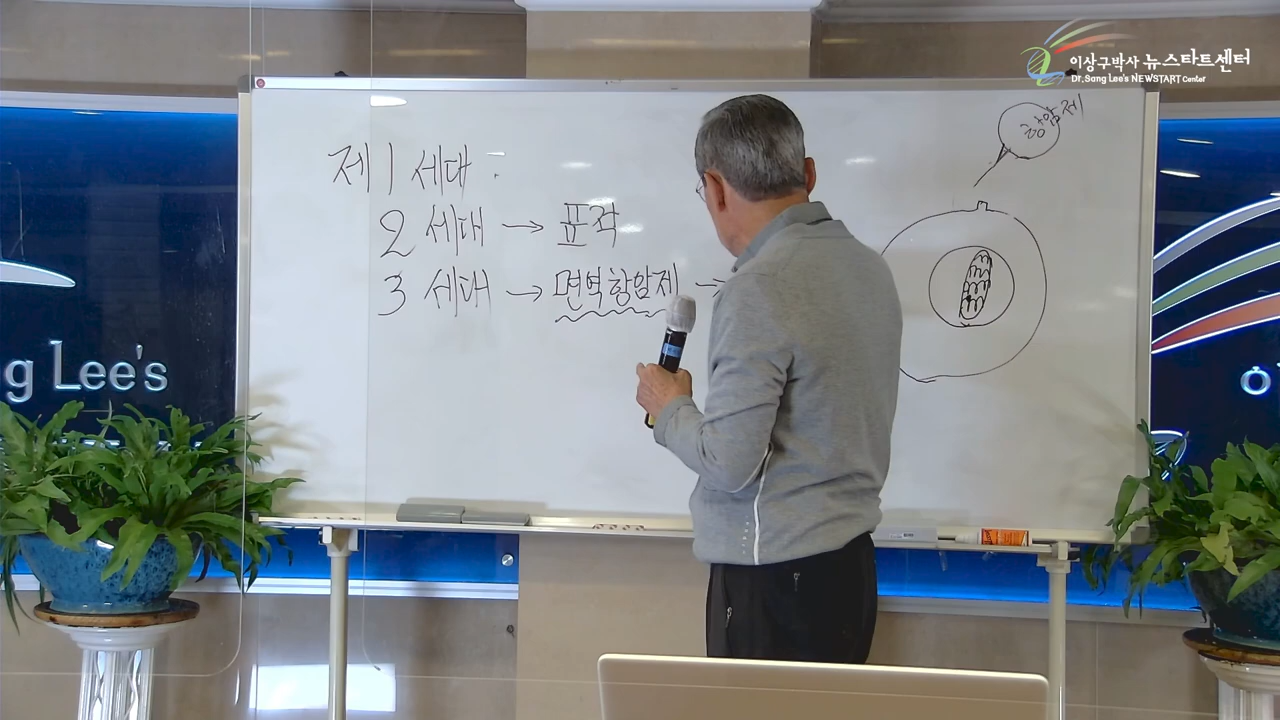 이상구박사 뉴스타트센터
Dr. Sang Lee's NEWSTART Center
항암제
제 1 세대
2 세대 → 표적
3 세대 → 면역항암제 →
g Lee's